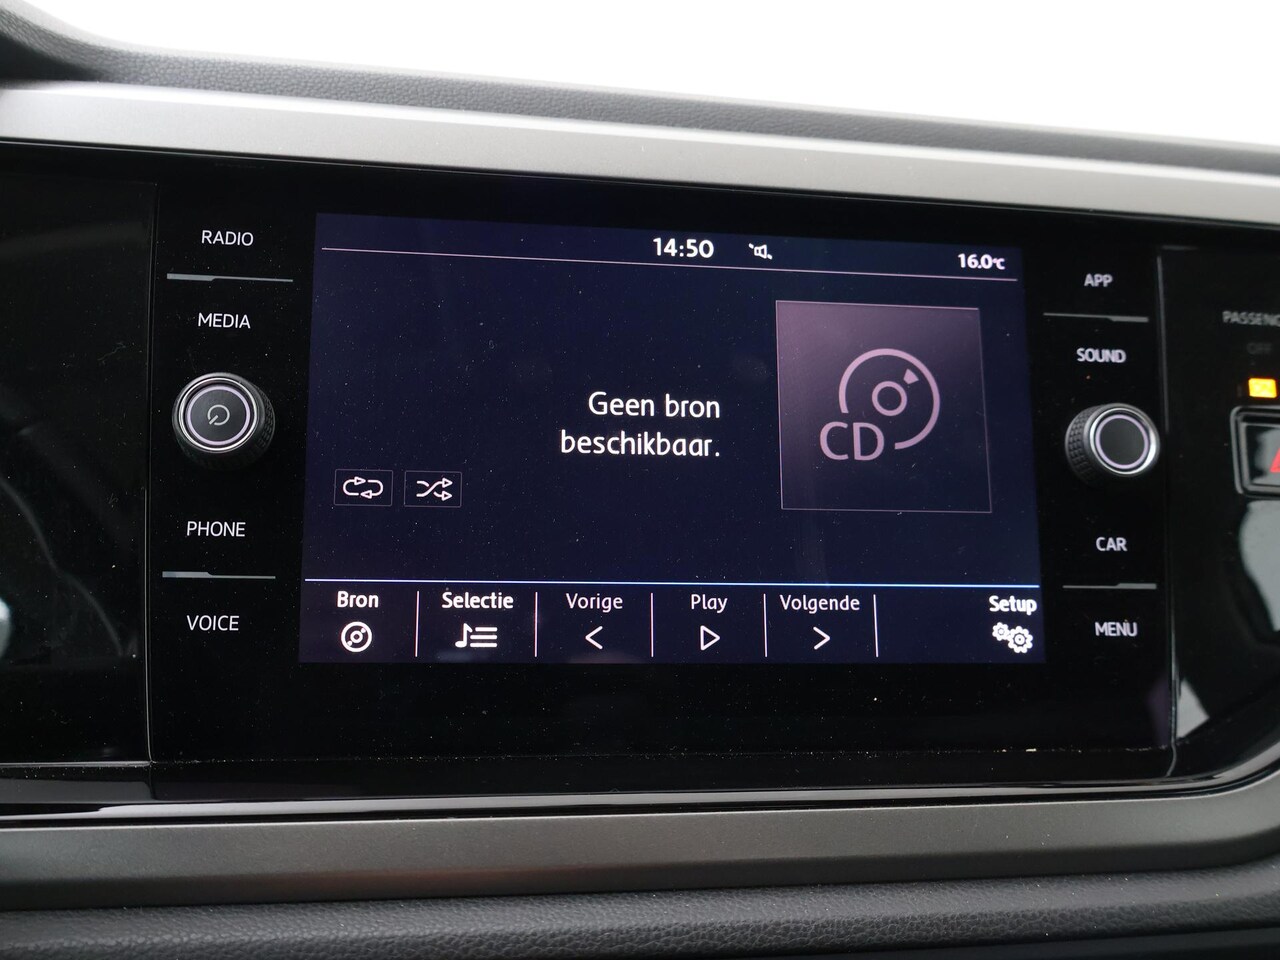 RADIO
MEDIA
PHONE
VOICE
14:50
16.0°C
Geen bron
beschikbaar.
CD
Bron
Selectie
Vorige
Play
Volgende
Setup
APP
SOUND
CAR
MENU
OFF